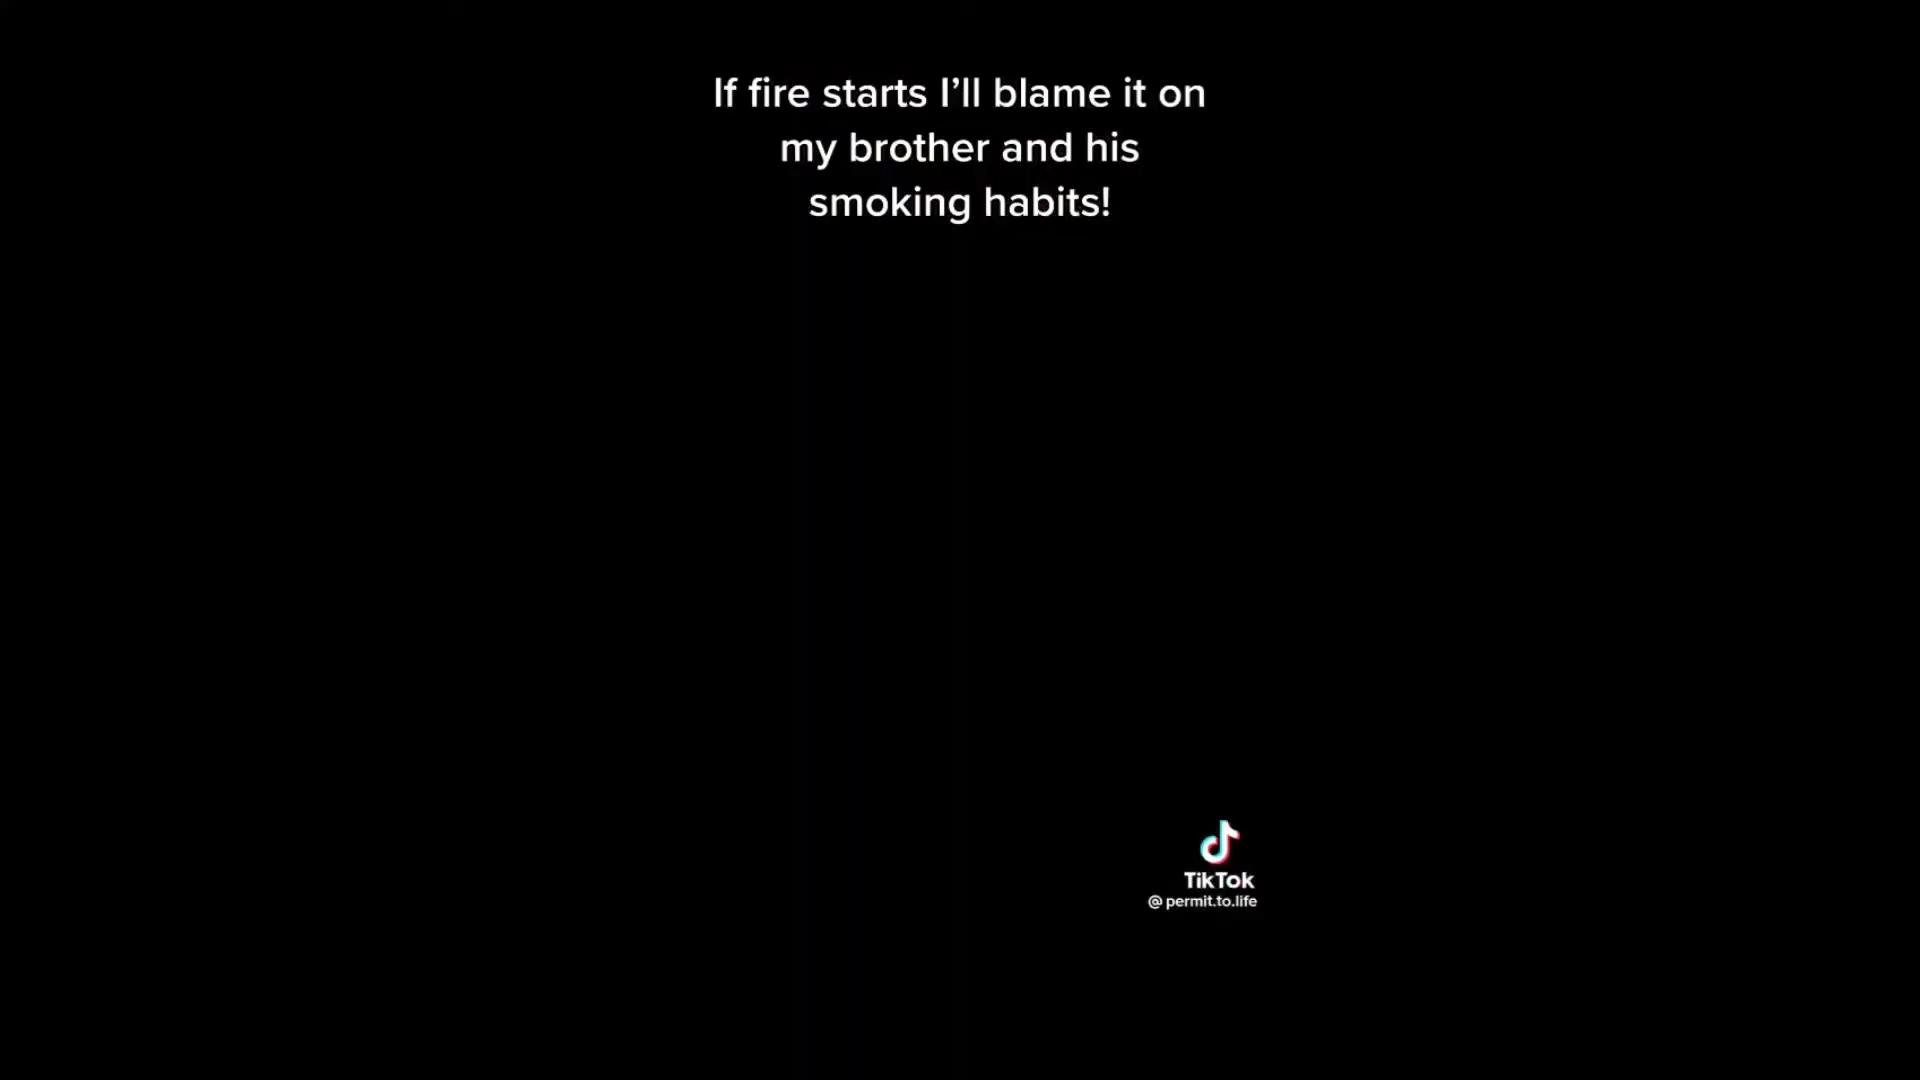 If fire starts I’ll blame it on
my brother and his
smoking habits!
TikTok
@permit.to.life